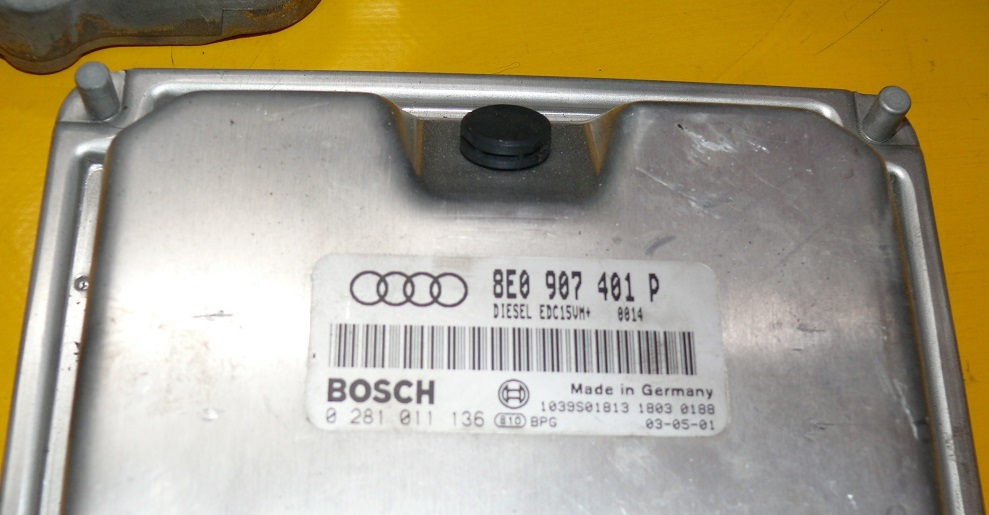 8E0 907 401 P
DIESEL EDC15VM+ 0014
BOSCH
Made in Germany
1039S01813 1803 0188
0 281 011 136 810 BPG 03-05-01